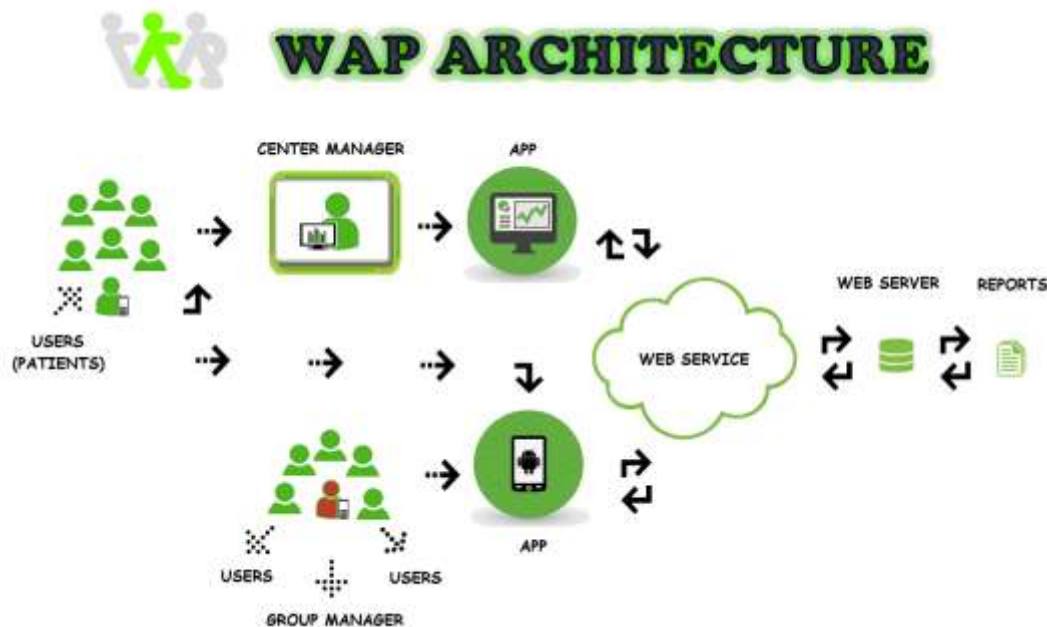 WAP ARCHITECTURE
CENTER MANAGER
APP
USERS
(PATIENTS)
WEB SERVICE
WEB SERVER
REPORTS
APP
USERS
USERS
GROUP MANAGER